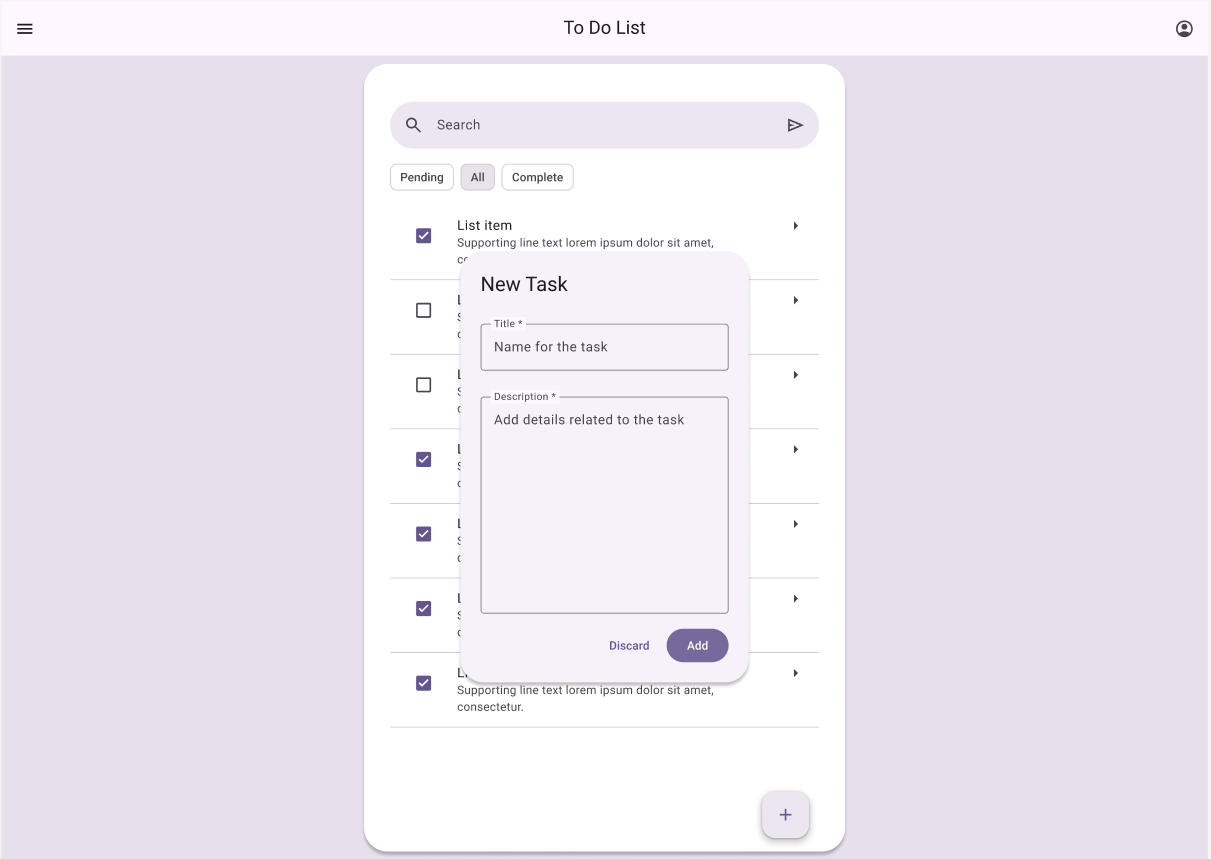 To Do List
Search
Pending
All
Complete
List item
Supporting line text lorem ipsum dolor sit amet,
New Task
Title *
Name for the task
Description *
Add details related to the task
Discard
Add
Supporting line text lorem ipsum dolor sit amet,
consectetur.